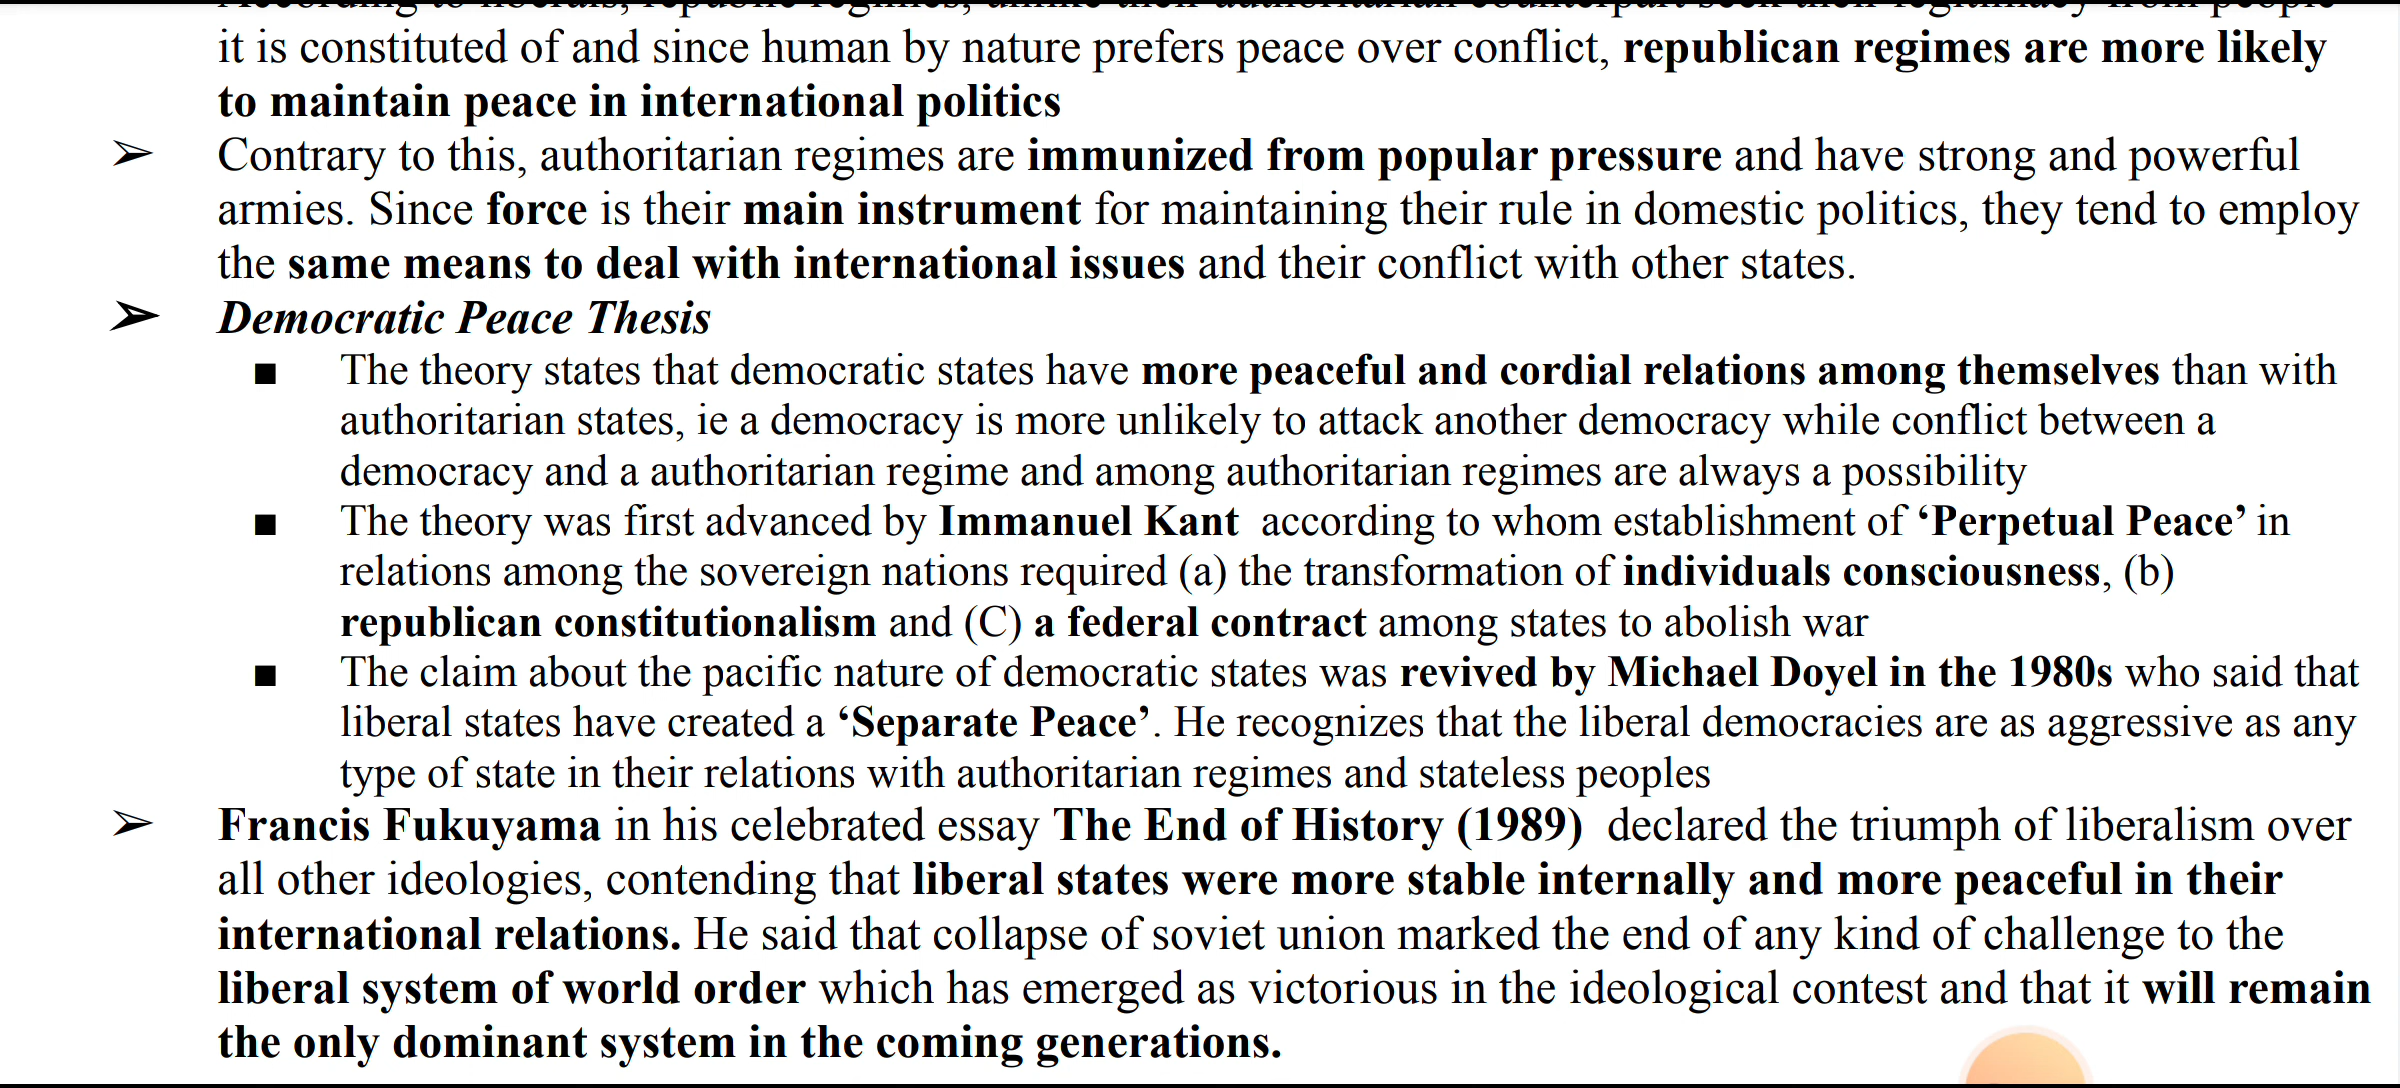 According to liberals, republic regimes, unlike their authoritarian counterpart seek their legitimacy from people
it is constituted of and since human by nature prefers peace over conflict, republican regimes are more likely
to maintain peace in international politics
➢ Contrary to this, authoritarian regimes are immunized from popular pressure and have strong and powerful
armies. Since force is their main instrument for maintaining their rule in domestic politics, they tend to employ
the same means to deal with international issues and their conflict with other states.
➢ Democratic Peace Thesis
■ The theory states that democratic states have more peaceful and cordial relations among themselves than with
authoritarian states, ie a democracy is more unlikely to attack another democracy while conflict between a
democracy and a authoritarian regime and among authoritarian regimes are always a possibility
■ The theory was first advanced by Immanuel Kant according to whom establishment of ‘Perpetual Peace’ in
relations among the sovereign nations required (a) the transformation of individuals consciousness, (b)
republican constitutionalism and (C) a federal contract among states to abolish war
■ The claim about the pacific nature of democratic states was revived by Michael Doyel in the 1980s who said that
liberal states have created a ‘Separate Peace’. He recognizes that the liberal democracies are as aggressive as any
type of state in their relations with authoritarian regimes and stateless peoples
➢ Francis Fukuyama in his celebrated essay The End of History (1989) declared the triumph of liberalism over
all other ideologies, contending that liberal states were more stable internally and more peaceful in their
international relations. He said that collapse of soviet union marked the end of any kind of challenge to the
liberal system of world order which has emerged as victorious in the ideological contest and that it will remain
the only dominant system in the coming generations.